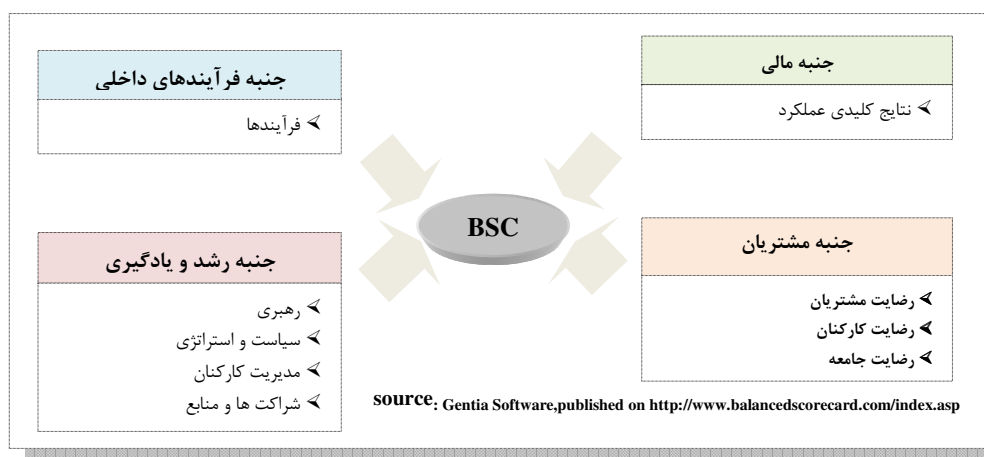 جنبه مالی
نتایج کلیدی عملکرد
جنبه فرآیندهای داخلی
فرآیندها
BSC
جنبه مشتریان
رضایت مشتریان
رضایت کارکنان
رضایت جامعه
جنبه رشد و یادگیری
رهبری
سیاست و استراتژی
مدیریت کارکنان
شراکت ها و منابع
source: Gentia Software,published on http://www.balancedscorecard.com/index.asp